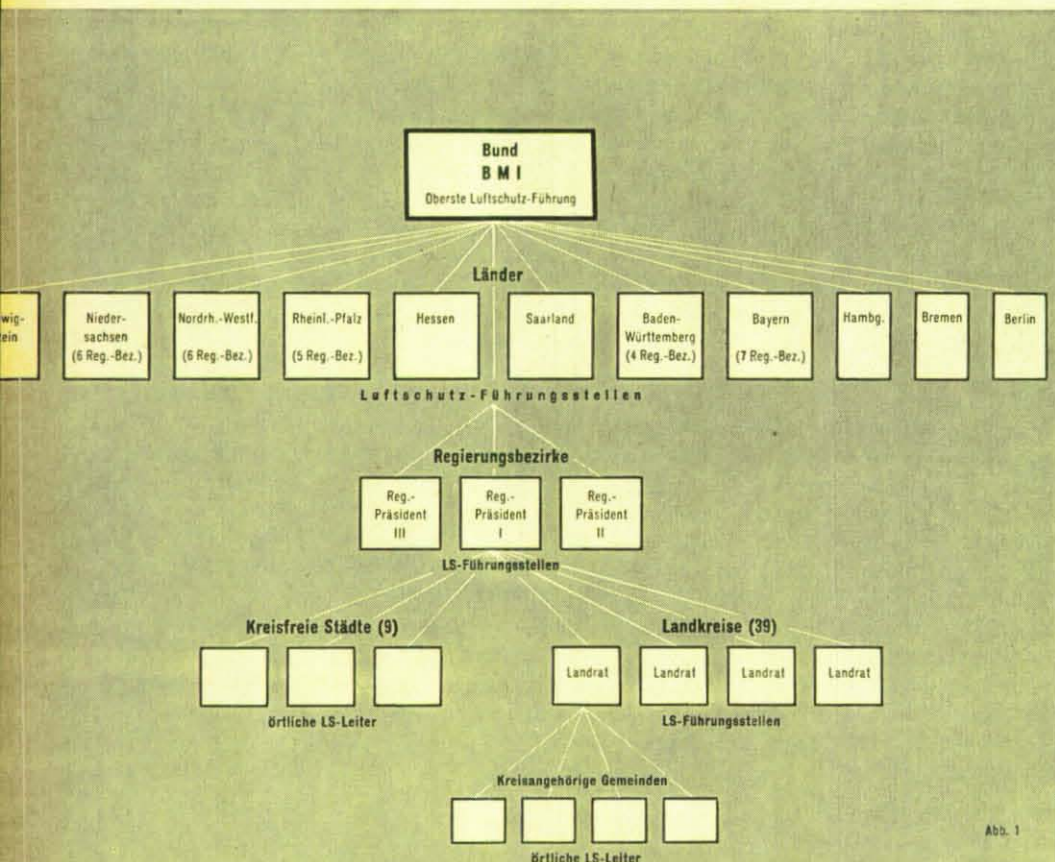 Bund
BMI
Oberste Luftschutz-Führung
Länder
wig-
ein
Nieder-
sachsen
(6 Reg.-Bez.)
Nordrh.-Westf.
(6 Reg.-Bez.)
Rheinl.-Pfalz
(5 Reg.-Bez.)
Hessen
Saarland
Baden-
Württemberg
(4 Reg.-Bez.)
Bayern
(7 Reg.-Bez.)
Hambg.
Bremen
Berlin
Luftschutz-Führungsstellen
Regierungsbezirke
Reg.-
Präsident
III
Reg.-
Präsident
I
Reg.-
Präsident
II
LS-Führungsstellen
Kreisfreie Städte (9)
Landkreise (39)
Landrat
Landrat
Landrat
Landrat
örtliche LS-Leiter
LS-Führungsstellen
Kreisangehörige Gemeinden
örtliche LS-Leiter
Abb. 1